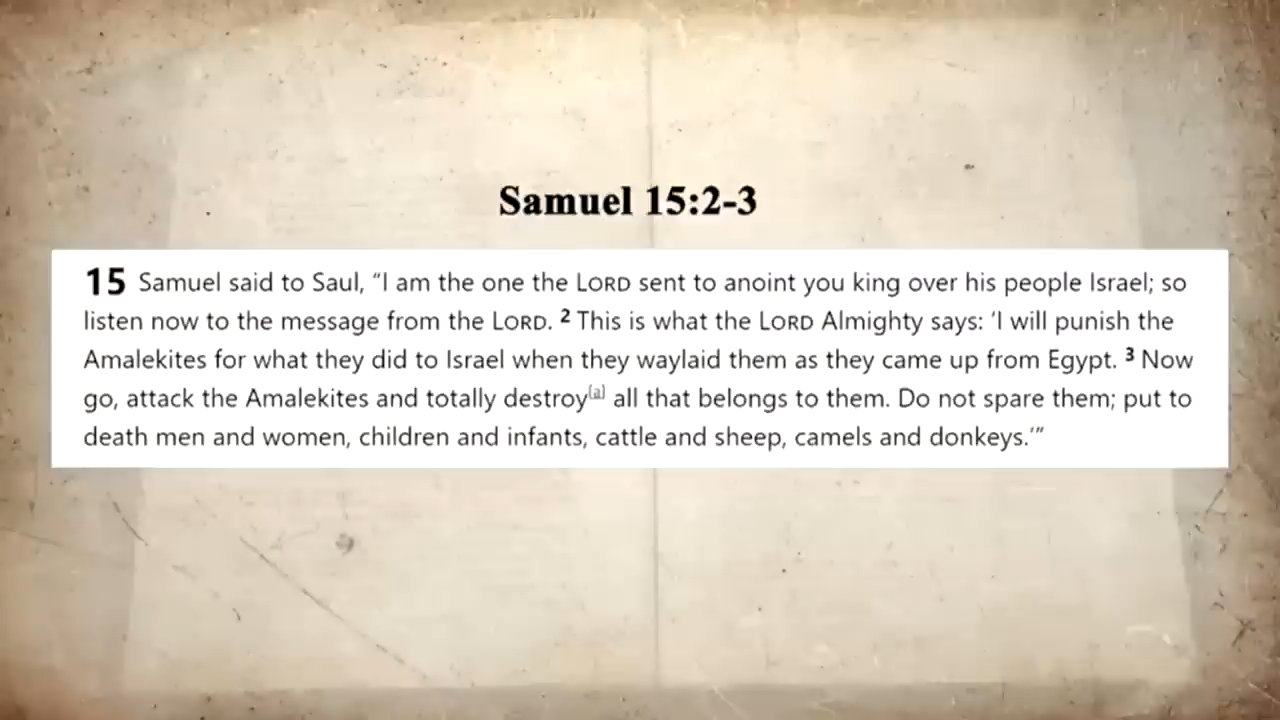 Samuel 15:2-3
15 Samuel said to Saul, “I am the one the LORD sent to anoint you king over his people Israel; so
listen now to the message from the LORD. 2 This is what the LORD Almighty says: ‘I will punish the
Amalekites for what they did to Israel when they waylaid them as they came up from Egypt. 3 Now
go, attack the Amalekites and totally destroy[a] all that belongs to them. Do not spare them; put to
death men and women, children and infants, cattle and sheep, camels and donkeys.’”